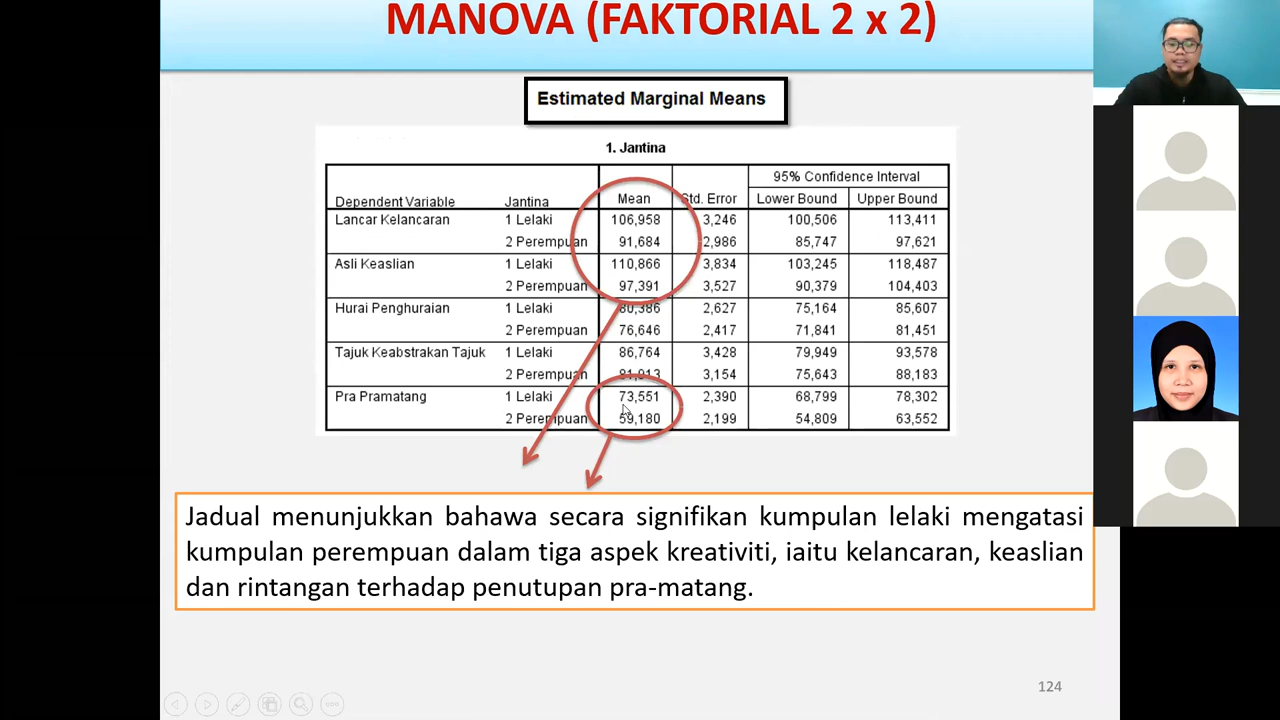 MANOVA (FAKTORIAL 2 x 2)
Estimated Marginal Means
1. Jantina
95% Confidence Interval
Dependent Variable Jantina Mean Std. Error Lower Bound Upper Bound
Lancar Kelancaran 1 Lelaki 106,958 3,246 100,506 113,411
2 Perempuan 91,684 2,986 85,747 97,621
Asli Keaslian 1 Lelaki 110,866 3,834 103,245 118,487
2 Perempuan 97,391 3,527 90,379 104,403
Hurai Penghuraian 1 Lelaki 80,386 2,627 75,164 85,607
2 Perempuan 76,646 2,417 71,841 81,451
Tajuk Keabstrakan Tajuk 1 Lelaki 86,764 3,428 79,949 93,578
2 Perempuan 81,913 3,154 75,643 88,183
Pra Pramatang 1 Lelaki 73,551 2,390 68,799 78,302
2 Perempuan 59,180 2,199 54,809 63,552
Jadual menunjukkan bahawa secara signifikan kumpulan lelaki mengatasi
kumpulan perempuan dalam tiga aspek kreativiti, iaitu kelancaran, keaslian
dan rintangan terhadap penutupan pra-matang.
124